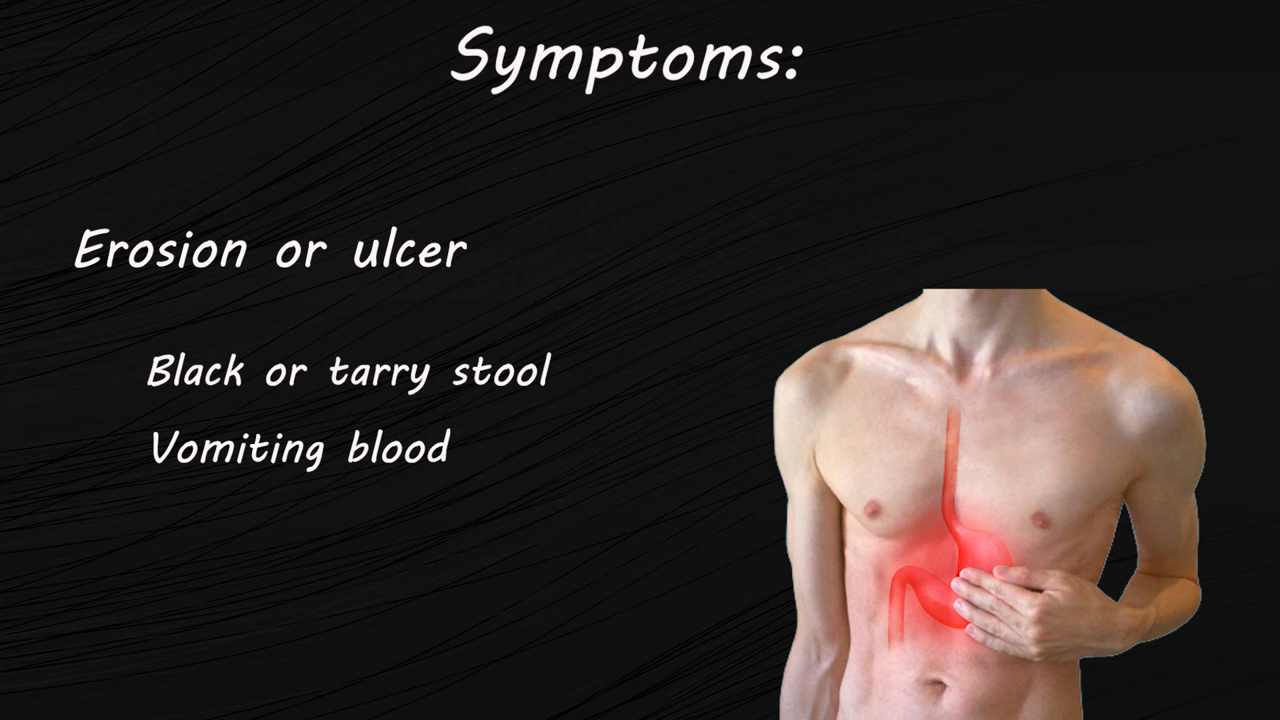 Symptoms:
Erosion or ulcer
Black or tarry stool
Vomiting blood